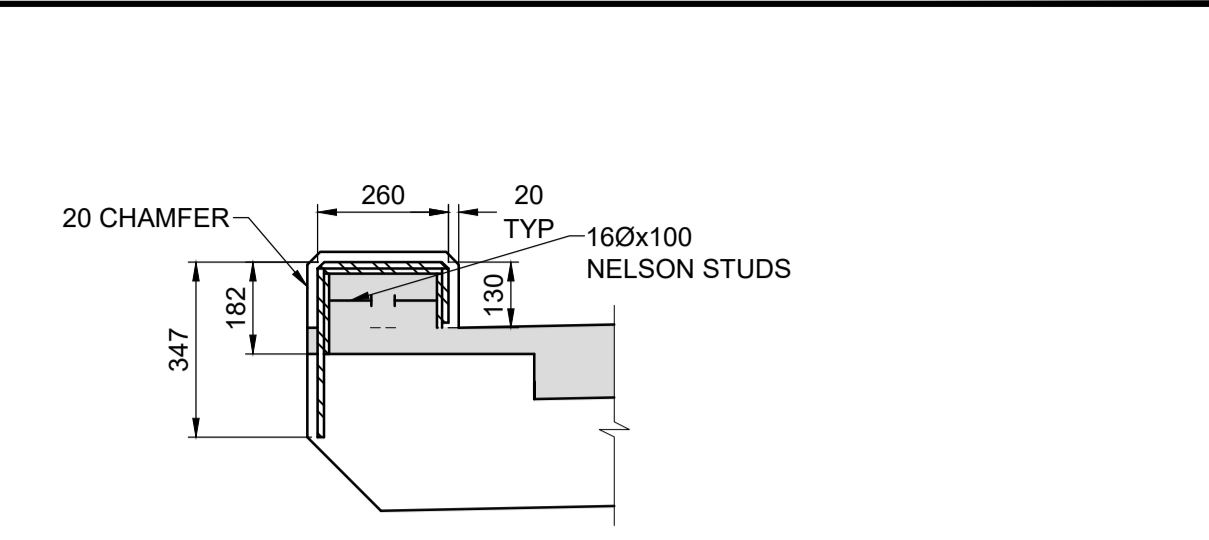 260
20
TYP
20 CHAMFER
16Øx100
NELSON STUDS
182
130
347